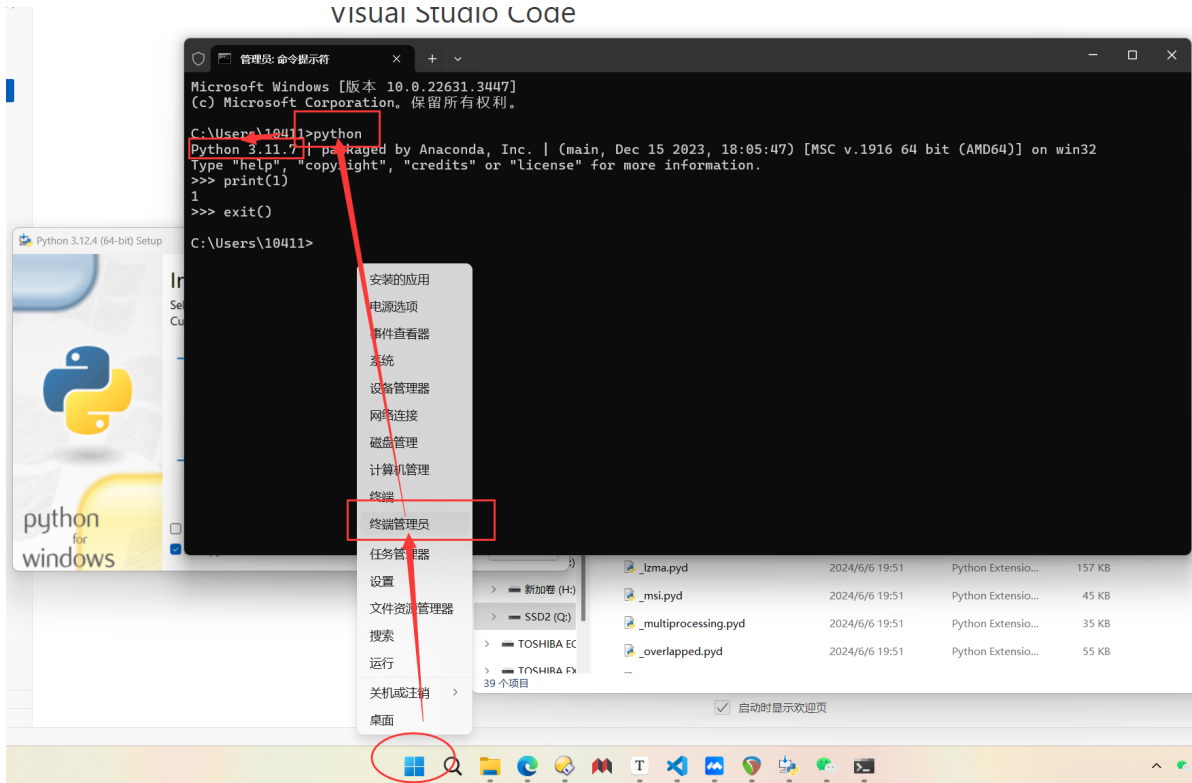 Visual Studio Code
管理员: 命令提示符
Microsoft Windows [版本 10.0.22631.3447]
(c) Microsoft Corporation。保留所有权利。
C:\Users\10411>python
Python 3.11.7 | packaged by Anaconda, Inc. | (main, Dec 15 2023, 18:05:47) [MSC v.1916 64 bit (AMD64)] on win32
Type "help", "copyright", "credits" or "license" for more information.
>>> print(1)
1
>>> exit()
C:\Users\10411>
Python 3.12.4 (64-bit) Setup
python
for
windows
安装的应用
电源选项
事件查看器
系统
设备管理器
网络连接
磁盘管理
计算机管理
终端
终端管理员
任务管理器
设置
文件资源管理器
搜索
运行
关机或注销
桌面
新加卷 (H:)
SSD2 (Q:)
TOSHIBA
TOSHIBA
39 个项目
_lzma.pyd 2024/6/6 19:51 Python Extensio... 157 KB
_msi.pyd 2024/6/6 19:51 Python Extensio... 45 KB
_multiprocessing.pyd 2024/6/6 19:51 Python Extensio... 35 KB
_overlapped.pyd 2024/6/6 19:51 Python Extensio... 55 KB
启动时显示欢迎页
T